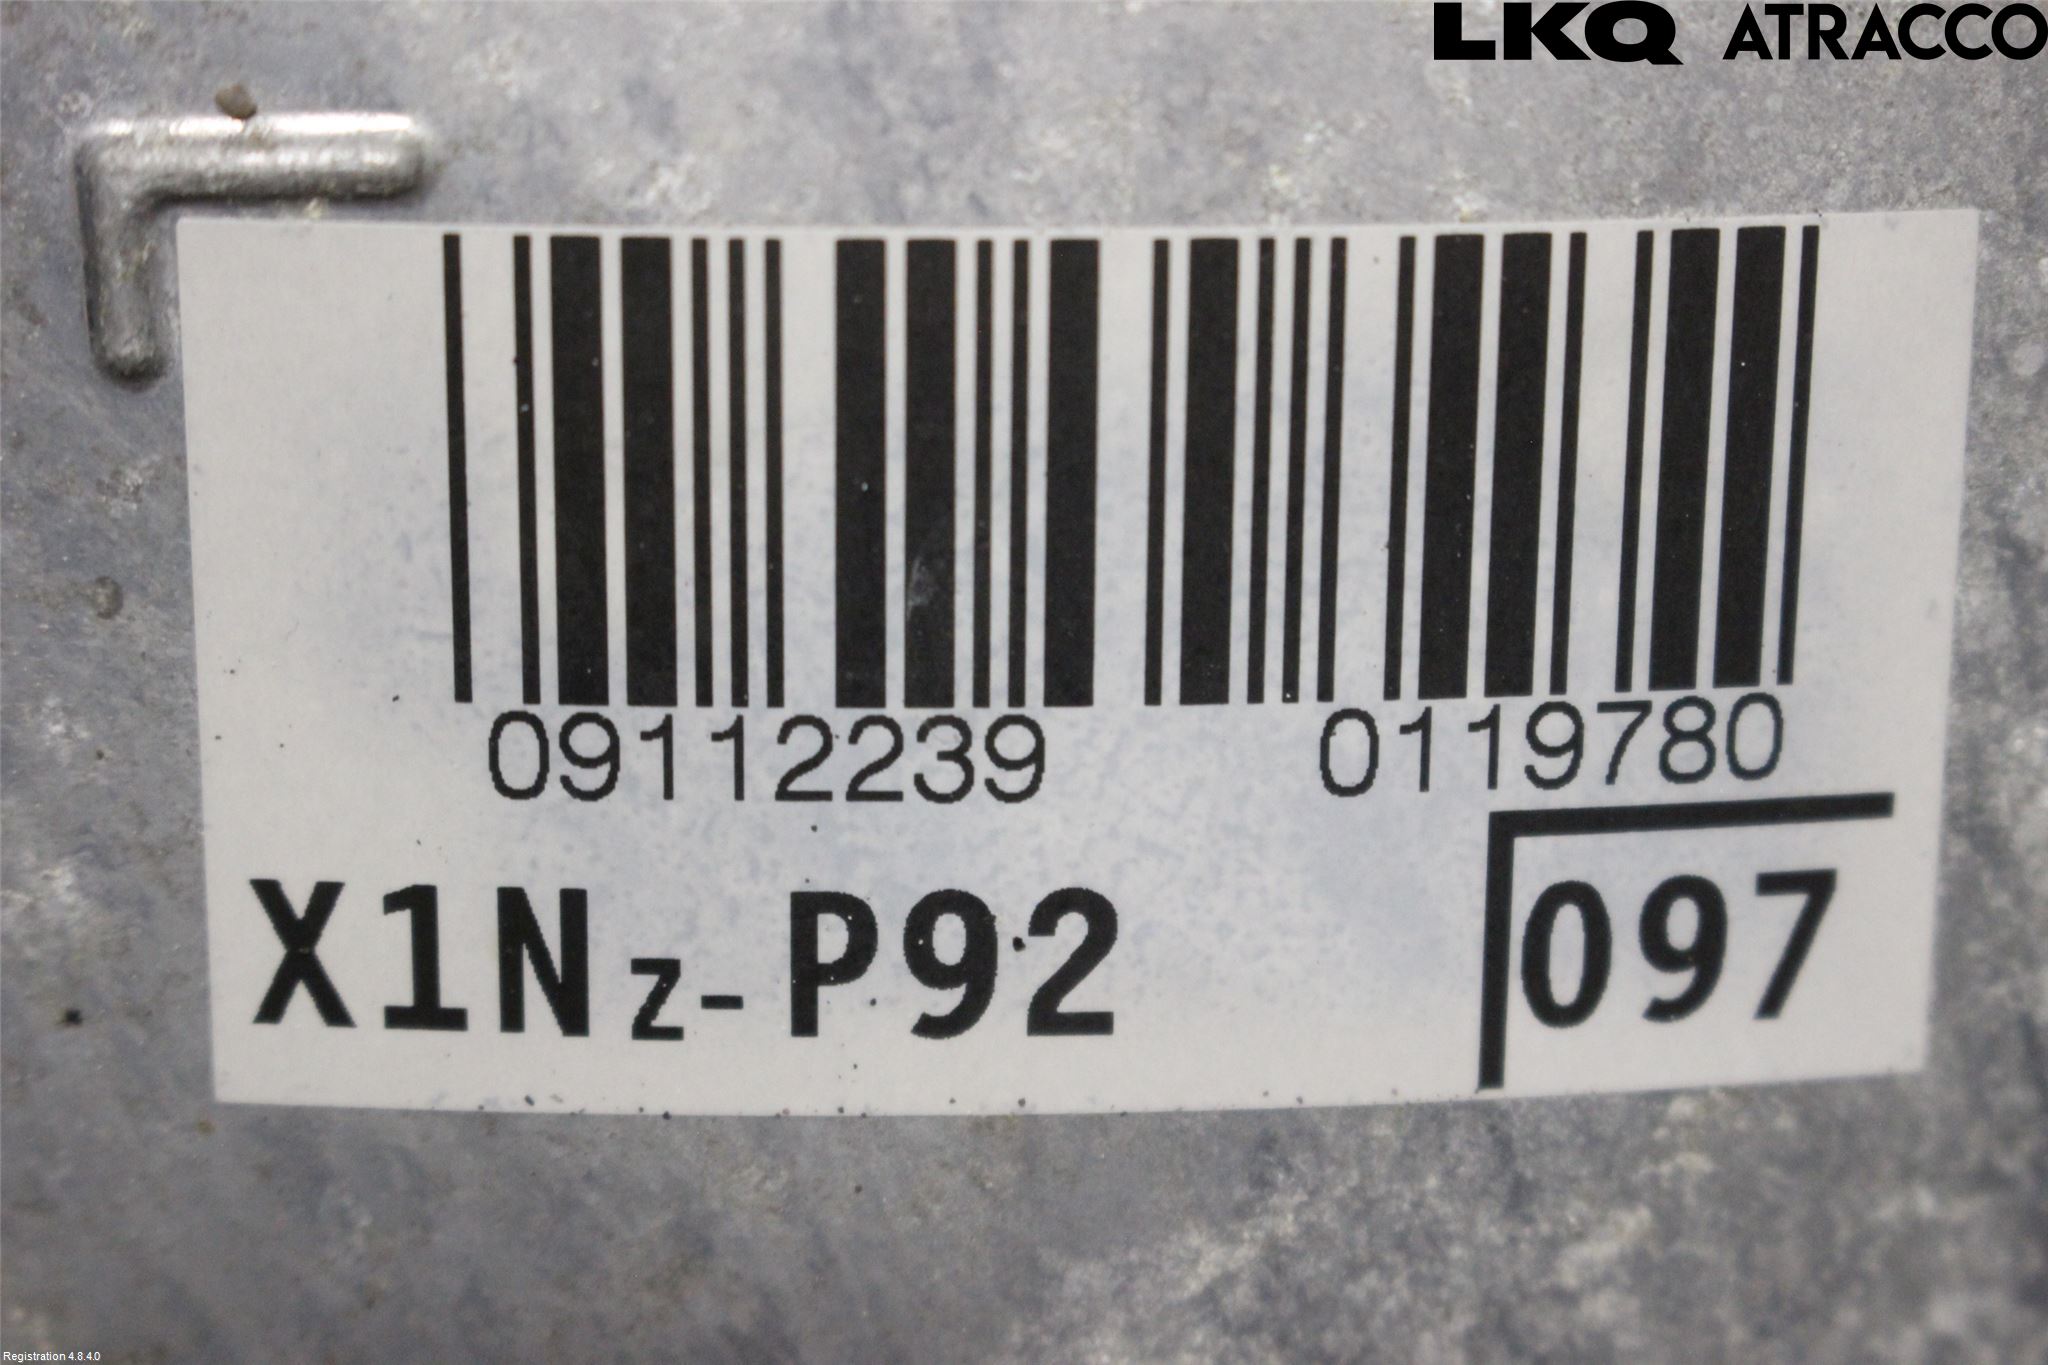 LKQ ATRACCO
09112239 0119780
X1Nz-P92 097
Registration 4.8.4.0